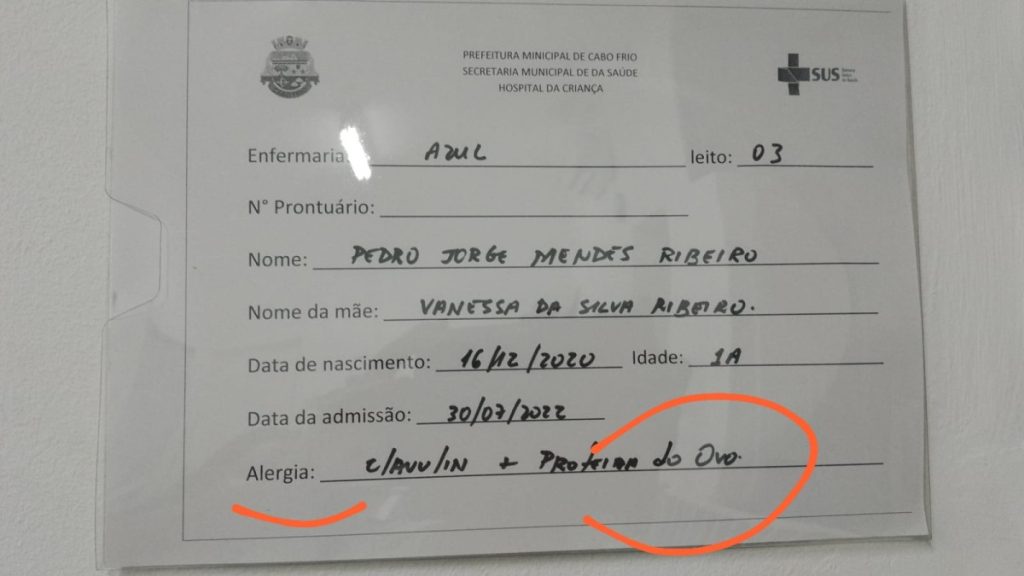 PREFEITURA MINICIPAL DE CABO FRIO
SECRETARIA MUNICIPAL DE DA SAÚDE
HOSPITAL DA CRIANÇA
SUS
Enfermaria: AZUL leito: 03
N° Prontuário:
Nome: PEDRO JORGE MENDES RIBEIRO
Nome da mãe: VANESSA DA SILVA RIBEIRO.
Data de nascimento: 16/12/2020 Idade: 1A
Data da admissão: 30/07/2022
Alergia: CLAVULIN + PROTEINA do Ovo.